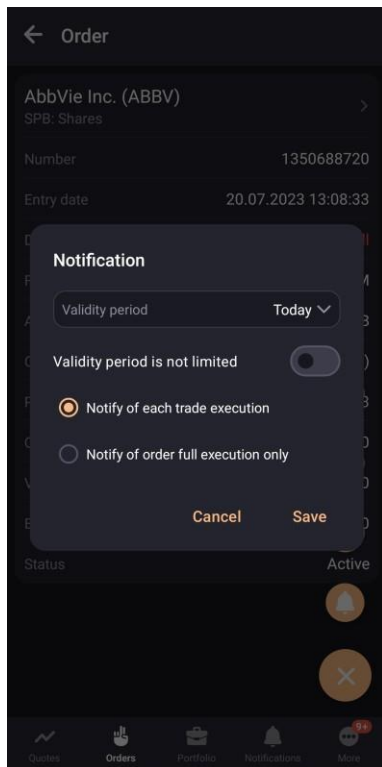 Order
AbbVie Inc. (ABBV)
SPB: Shares
Number 1350688720
Entry date 20.07.2023 13:08:33
Notification
Validity period Today
Validity period is not limited
Notify of each trade execution
Notify of order full execution only
Cancel Save
Status Active
Quotes Orders Portfolio Notifications More
9+